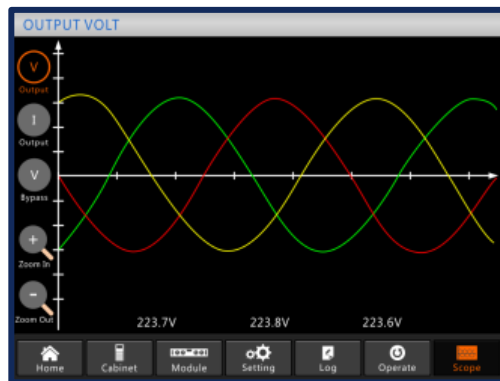 OUTPUT VOLT
V
Output
I
Output
V
Bypass
+
Zoom In
-
Zoom Out
223.7V 223.8V 223.6V
Home Cabinet Module Setting Log Operate Scope